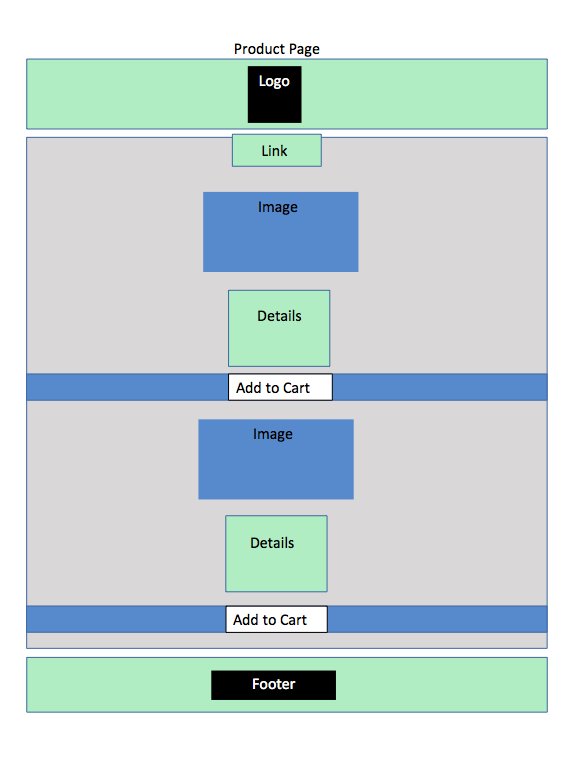 Product Page
Logo
Link
Image
Details
Add to Cart
Image
Details
Add to Cart
Footer